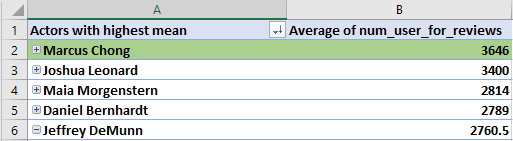 A B
1 Actors with highest mean Average of num_user_for_reviews
2 Marcus Chong 3646
3 Joshua Leonard 3400
4 Maia Morgenstern 2814
5 Daniel Bernhardt 2789
6 Jeffrey DeMunn 2760.5